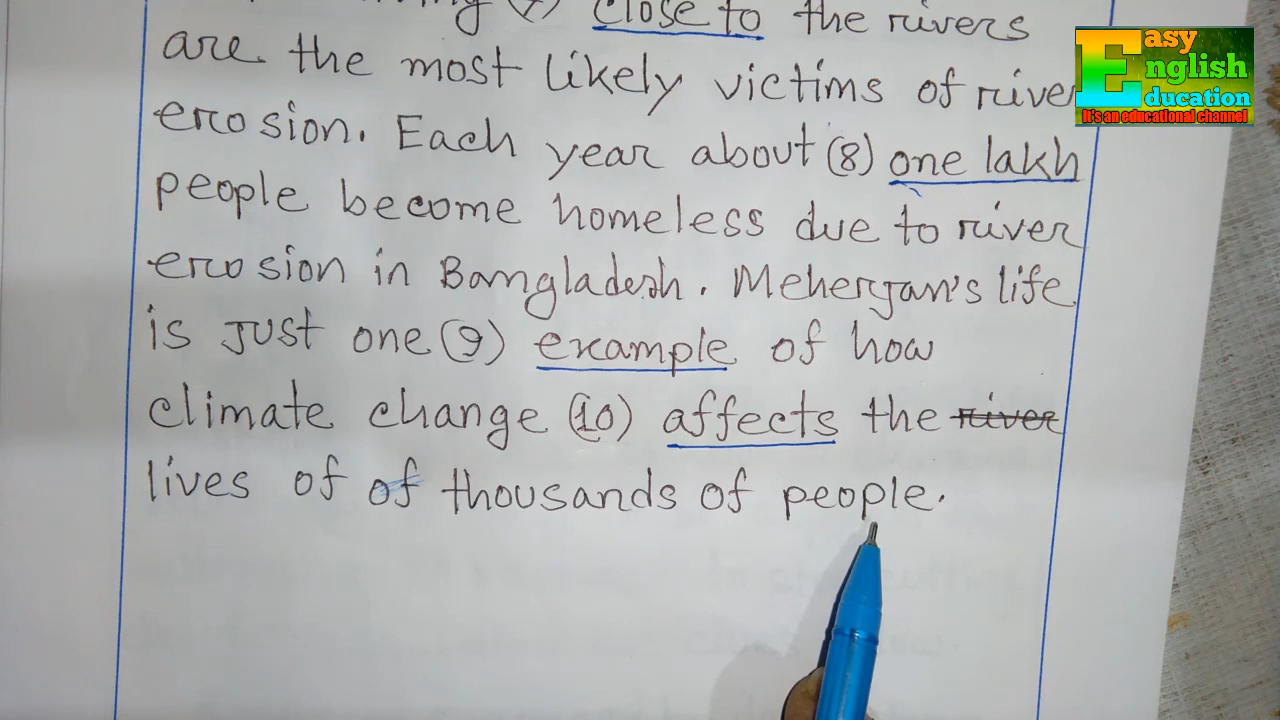 (7) close to the rivers
are the most likely victims of river
erosion. Each year about (8) one lakh
people become homeless due to river
erosion in Bangladesh. Meherjan's life
is just one (9) example of how
climate change (10) affects the river
lives of of thousands of people.
Easy
English
Education
It's an educational channel